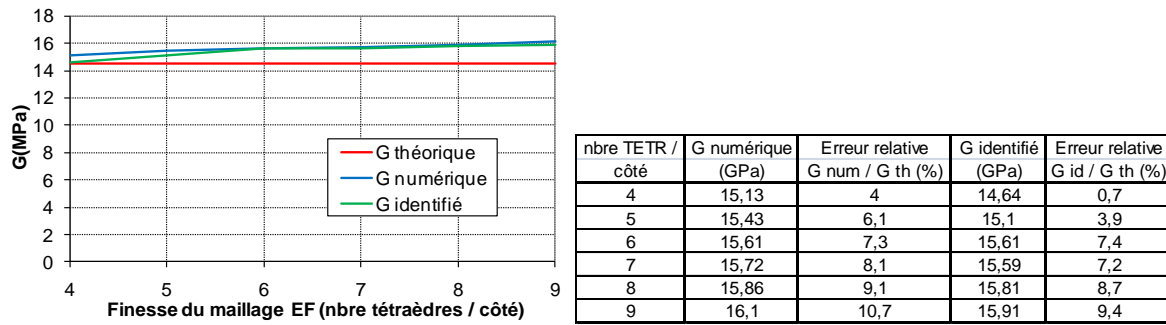 18
16
14
12
10
8
6
4
2
0
G(MPa)
G théorique
G numérique
G identifié
4 5 6 7 8 9
Finesse du maillage EF (nbre tétraèdres / côté)
nbre TETR / G numérique Erreur relative G identifié Erreur relative
côté (GPa) G num / G th (%) (GPa) G id / G th (%)
4 15,13 4 14,64 0,7
5 15,43 6,1 15,1 3,9
6 15,61 7,3 15,61 7,4
7 15,72 8,1 15,59 7,2
8 15,86 9,1 15,81 8,7
9 16,1 10,7 15,91 9,4